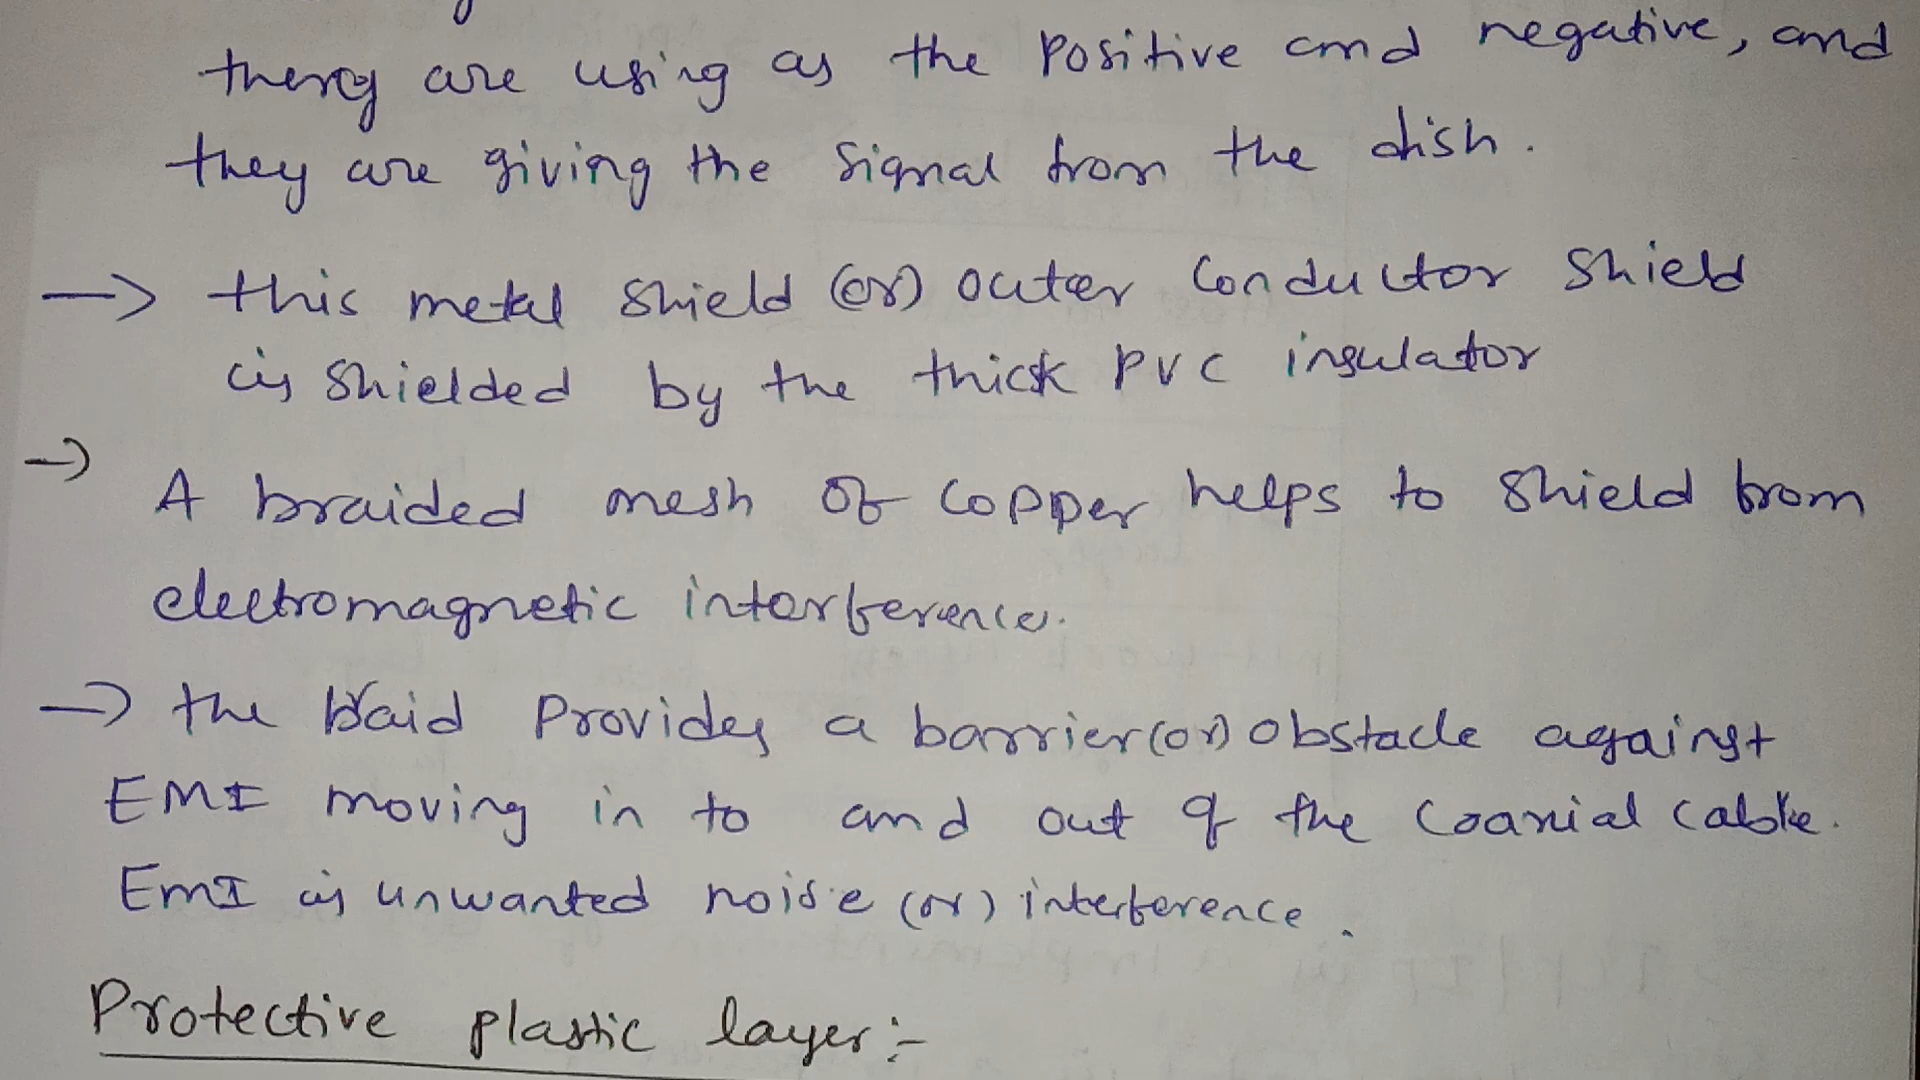 they are using as the Positive and negative, and
they are giving the signal from the dish.
→ this metal shield (or) outer Conductor shield
is shielded by the thick PVC insulator
→
A braided mesh of copper helps to shield from
electromagnetic interference.
→ the braid Provides a barrier (or) obstacle against
EMI moving in to and out of the Coaxial cable.
EMI is unwanted noise (or) interference.
Protective plastic layer:-